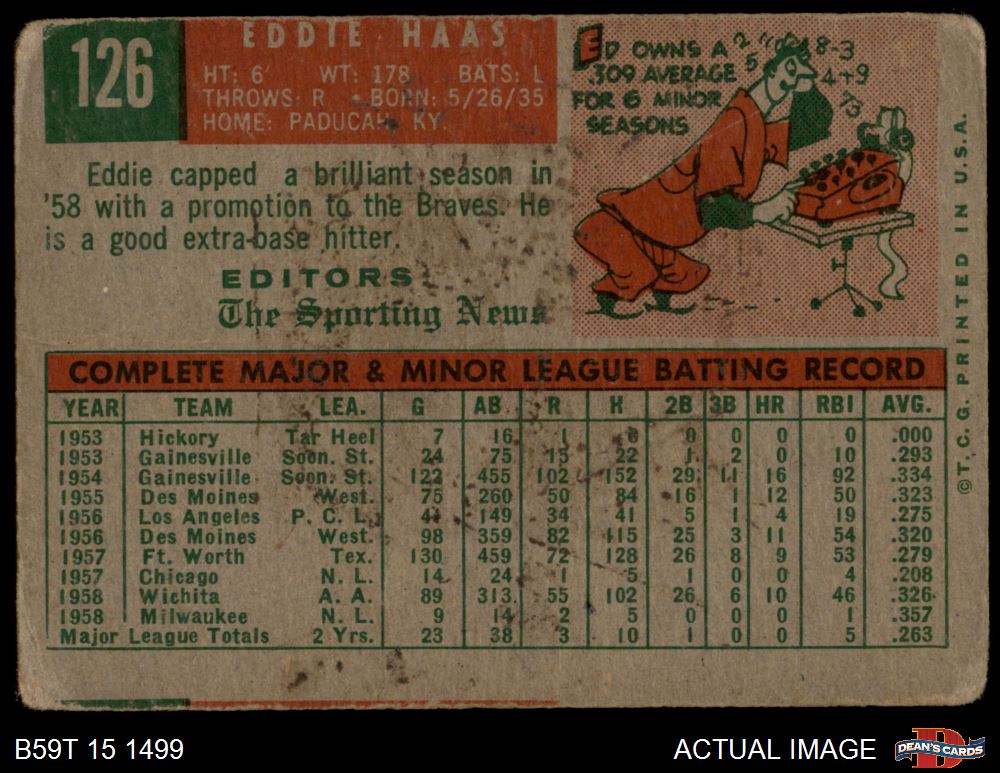 126
EDDIE HAAS
HT: 6' WT: 178 BATS: L
THROWS: R • BORN: 5/26/35
HOME: PADUCAH, KY.
ED OWNS A
.309 AVERAGE
FOR 6 MINOR
SEASONS
8-3
4+9
Eddie capped a brilliant season in
'58 with a promotion to the Braves. He
is a good extra-base hitter.
EDITORS
The Sporting News
COMPLETE MAJOR & MINOR LEAGUE BATTING RECORD
YEAR TEAM LEA. G AB R H 2B 3B HR RBI AVG.
1953 Hickory Tar Heel 7 16 1 0 0 0 0 0 .000
1953 Gainesville Soon. St. 24 75 15 22 1 2 0 10 .293
1954 Gainesville Soon. St. 122 455 102 152 29 11 16 92 .334
1955 Des Moines West. 75 260 50 84 16 1 12 50 .323
1956 Los Angeles P. C. L. 44 149 34 41 5 1 4 19 .275
1956 Des Moines West. 98 359 82 115 25 3 11 54 .320
1957 Ft. Worth Tex. 130 459 72 128 26 8 9 53 .279
1957 Chicago N. L. 14 24 1 5 1 0 0 4 .208
1958 Wichita A. A. 89 313 55 102 26 6 10 46 .326
1958 Milwaukee N. L. 9 14 2 5 0 0 0 1 .357
Major League Totals 2 Yrs. 23 38 3 10 1 0 0 5 .263
©T. C. G. PRINTED IN U.S.A.
B59T 15 1499
ACTUAL IMAGE
DEAN'S CARDS